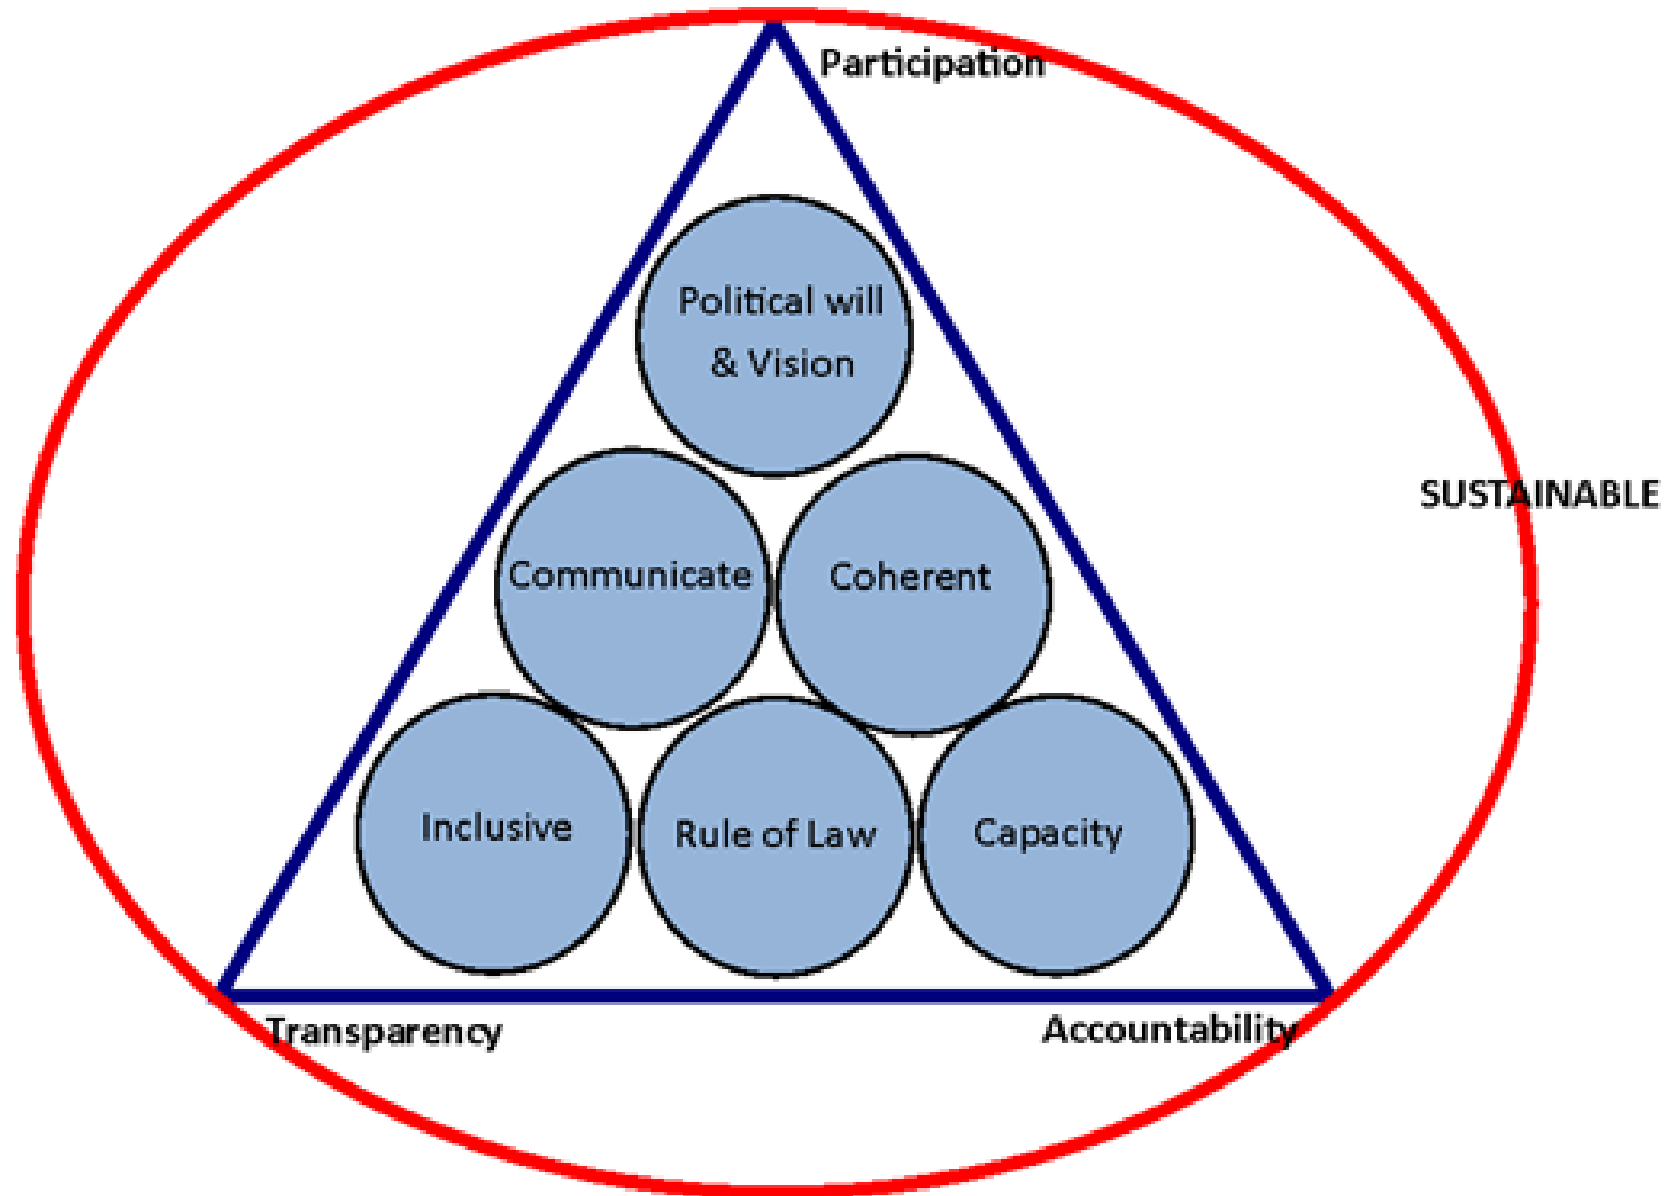 Participation
Political will
& Vision
SUSTAINABLE
Communicate
Coherent
Inclusive
Rule of Law
Capacity
Transparency
Accountability